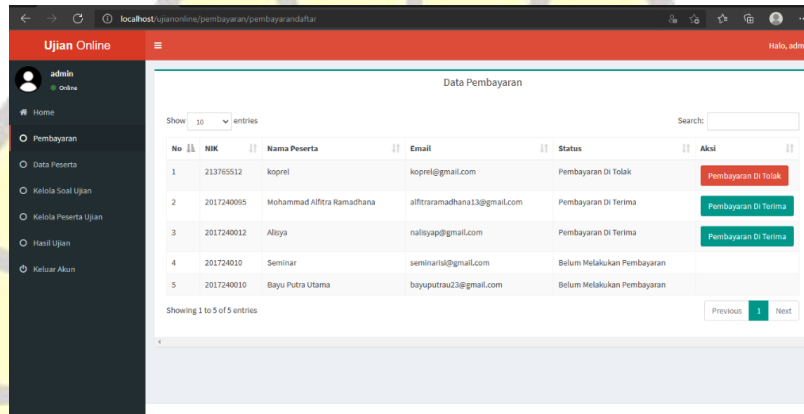 localhost/ujianonline/pembayaran/pembayarandaftar
Ujian Online
Halo, adm
admin
Online
Home
Pembayaran
Data Peserta
Kelola Soal Ujian
Kelola Peserta Ujian
Hasil Ujian
Keluar Akun
Data Pembayaran
Show 10 entries
Search:
No NIK Nama Peserta Email Status Aksi
1 213765512 koprel koprel@gmail.com Pembayaran Di Tolak Pembayaran Di Tolak
2 2017240095 Mohammad Alfitra Ramadhana alfitraramadhana13@gmail.com Pembayaran Di Terima Pembayaran Di Terima
3 2017240012 Alisya nalisyap@gmail.com Pembayaran Di Terima Pembayaran Di Terima
4 201724010 Seminar seminarisi@gmail.com Belum Melakukan Pembayaran
5 2017240010 Bayu Putra Utama bayuputrau23@gmail.com Belum Melakukan Pembayaran
Showing 1 to 5 of 5 entries
Previous 1 Next